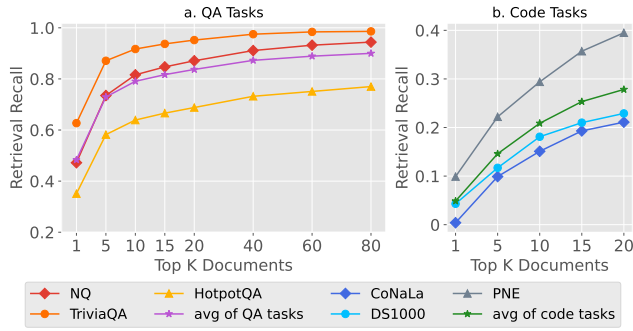 a. QA Tasks
b. Code Tasks
Retrieval Recall
1.0
0.8
0.6
0.4
0.2
1 5 10 15 20 40 60 80
Top K Documents
Retrieval Recall
0.4
0.3
0.2
0.1
0
1 5 10 15 20
Top K Documents
NQ HotpotQA CoNaLa PNE
TriviaQA avg of QA tasks DS1000 avg of code tasks